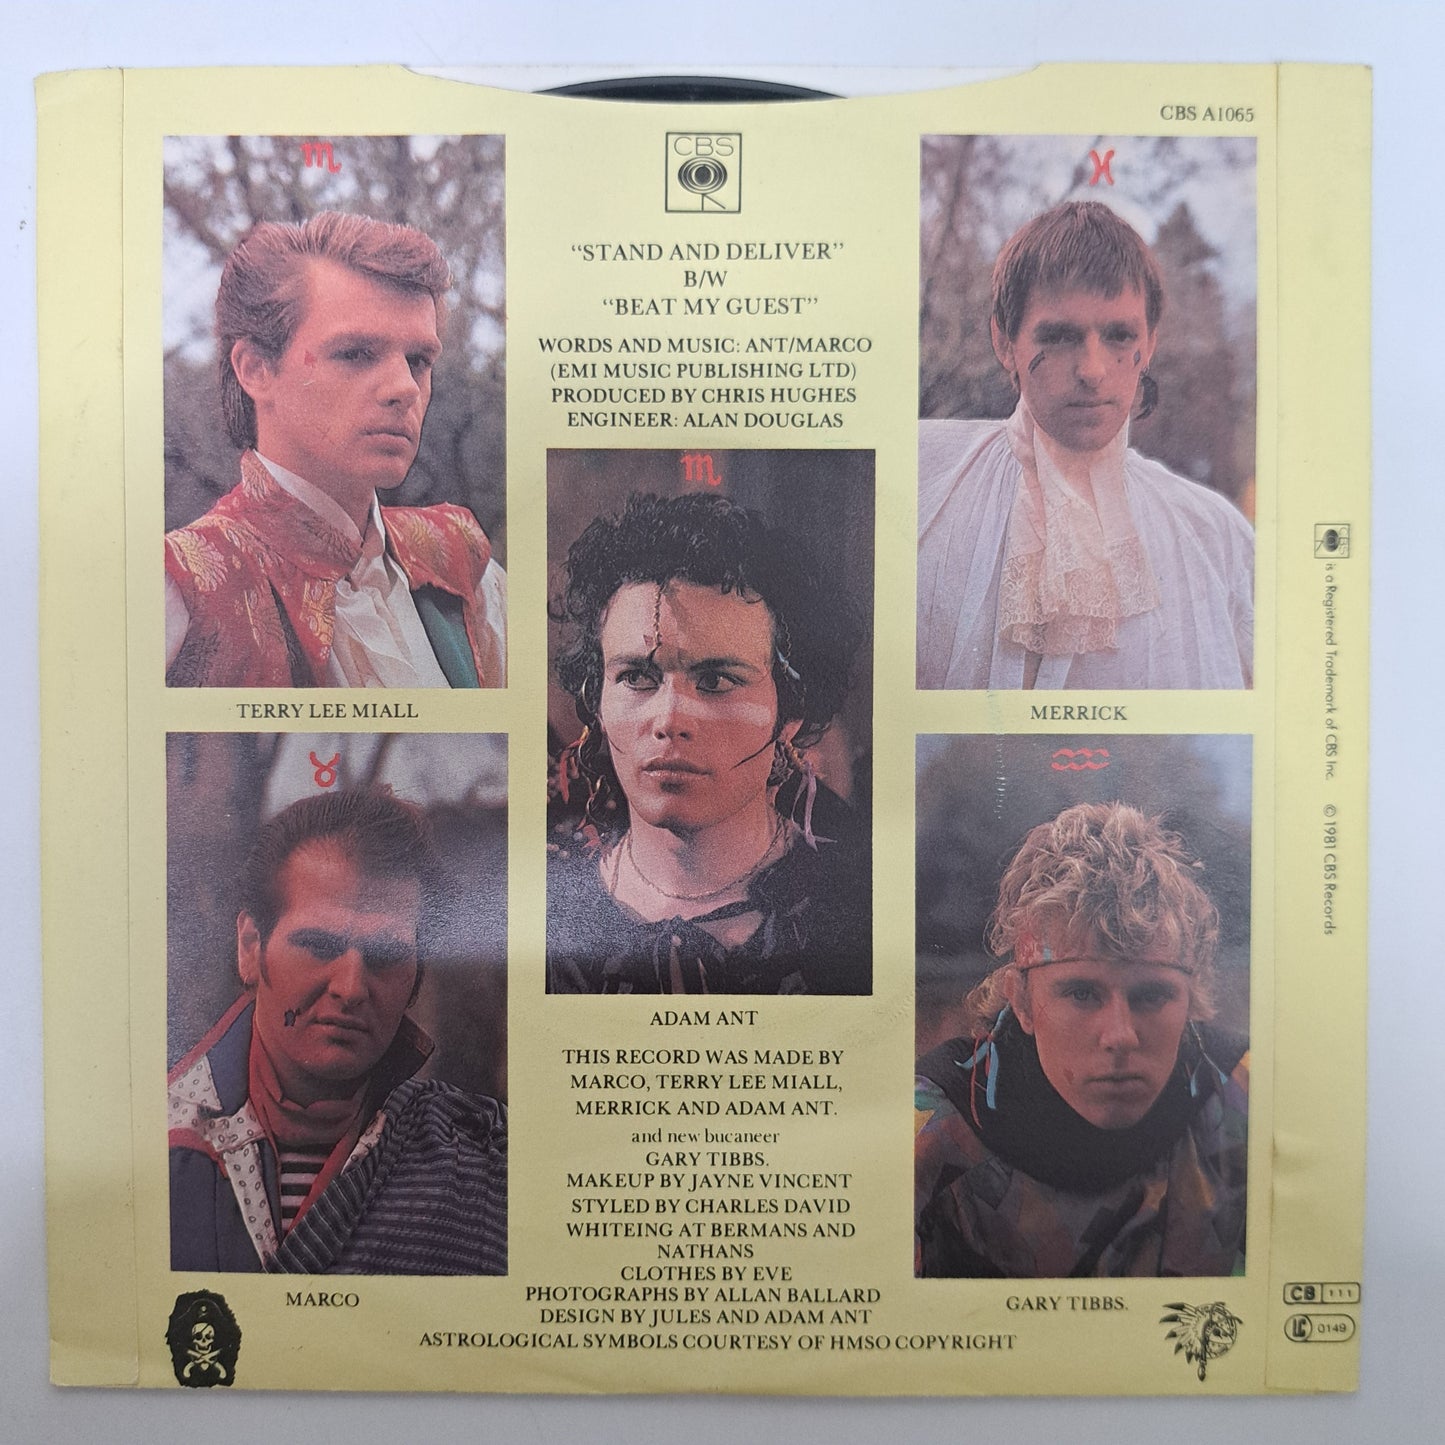 CBS A1065
CBS
“STAND AND DELIVER”
B/W
“BEAT MY GUEST”
WORDS AND MUSIC: ANT/MARCO
(EMI MUSIC PUBLISHING LTD)
PRODUCED BY CHRIS HUGHES
ENGINEER: ALAN DOUGLAS
TERRY LEE MIALL
MERRICK
ADAM ANT
THIS RECORD WAS MADE BY
MARCO, TERRY LEE MIALL,
MERRICK AND ADAM ANT.
and new bucaneer
GARY TIBBS.
MAKEUP BY JAYNE VINCENT
STYLED BY CHARLES DAVID
WHITEING AT BERMANS AND
NATHANS
CLOTHES BY EVE
PHOTOGRAPHS BY ALLAN BALLARD
DESIGN BY JULES AND ADAM ANT
ASTROLOGICAL SYMBOLS COURTESY OF HMSO COPYRIGHT
MARCO
GARY TIBBS.
CBS is a Registered Trademark of CBS Inc. © 1981 CBS Records
CB 111
LC 0149